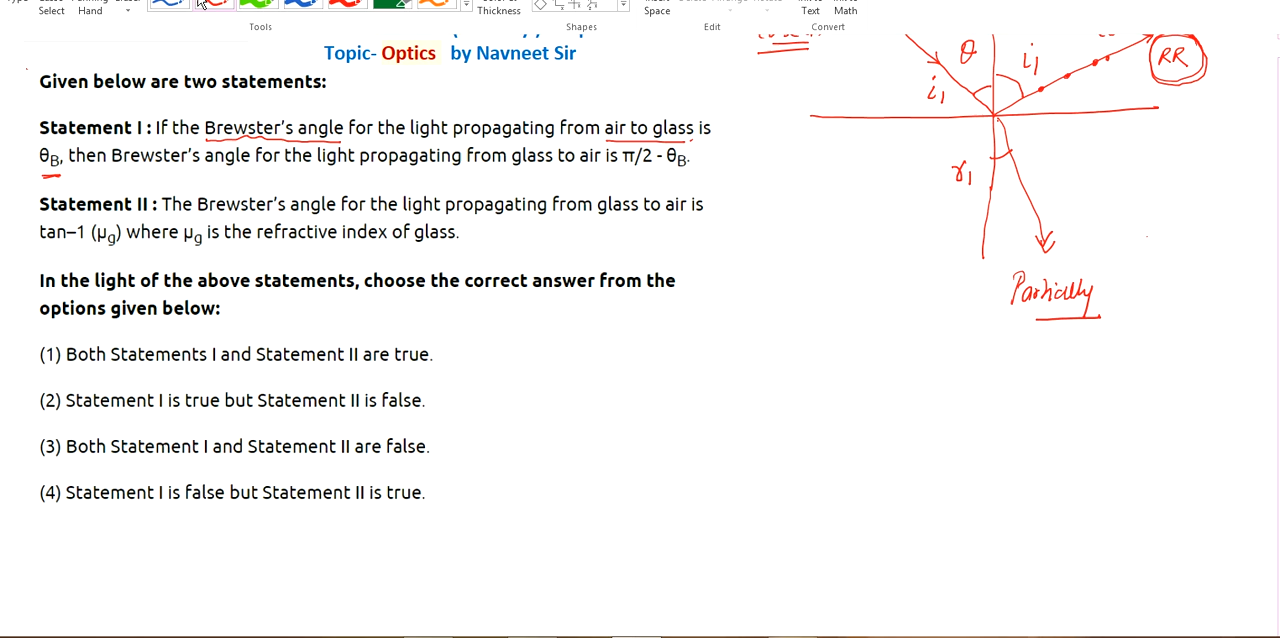 Select Hand Thickness Space Text Math
Tools Shapes Edit Convert
Topic- Optics by Navneet Sir
Given below are two statements:
Statement I : If the Brewster's angle for the light propagating from air to glass is
θB, then Brewster's angle for the light propagating from glass to air is π/2 - θB.
Statement II : The Brewster's angle for the light propagating from glass to air is
tan–1 (μg) where μg is the refractive index of glass.
In the light of the above statements, choose the correct answer from the
options given below:
(1) Both Statements I and Statement II are true.
(2) Statement I is true but Statement II is false.
(3) Both Statement I and Statement II are false.
(4) Statement I is false but Statement II is true.
θ
i1
i1
RR
r1
Partially